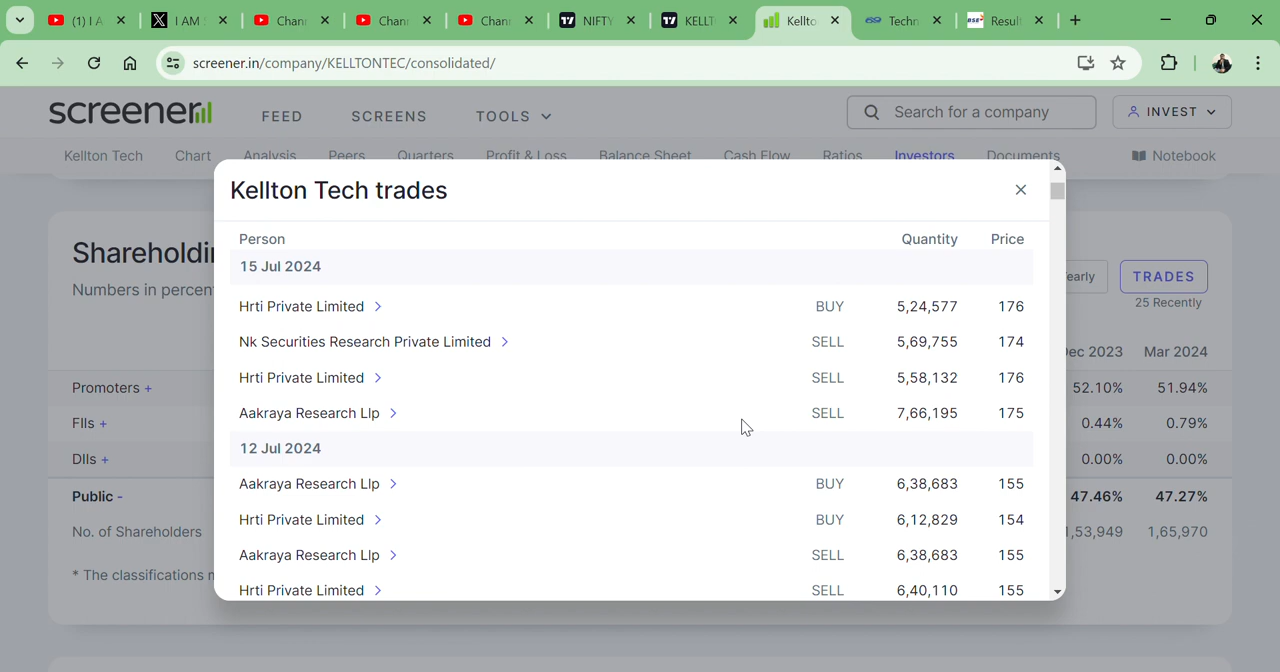 (1) I A
I AM
Chann
Chann
Chann
NIFTY
KELLT
Kellto
Techn
BSE Result
screener.in/company/KELLTONTEC/consolidated/
screener
FEED
SCREENS
TOOLS
Search for a company
INVEST
Kellton Tech
Chart
Analysis
Peers
Quarters
Profit & Loss
Balance Sheet
Cash Flow
Ratios
Investors
Documents
Notebook
Kellton Tech trades
Person Quantity Price
15 Jul 2024
Hrti Private Limited BUY 5,24,577 176
Nk Securities Research Private Limited SELL 5,69,755 174
Hrti Private Limited SELL 5,58,132 176
Aakraya Research Llp SELL 7,66,195 175
12 Jul 2024
Aakraya Research Llp BUY 6,38,683 155
Hrti Private Limited BUY 6,12,829 154
Aakraya Research Llp SELL 6,38,683 155
Hrti Private Limited SELL 6,40,110 155
Shareholdin
Numbers in percent
early
TRADES
25 Recently
Dec 2023 Mar 2024
Promoters + 52.10% 51.94%
FIIs + 0.44% 0.79%
DIIs + 0.00% 0.00%
Public - 47.46% 47.27%
No. of Shareholders 1,53,949 1,65,970
* The classifications